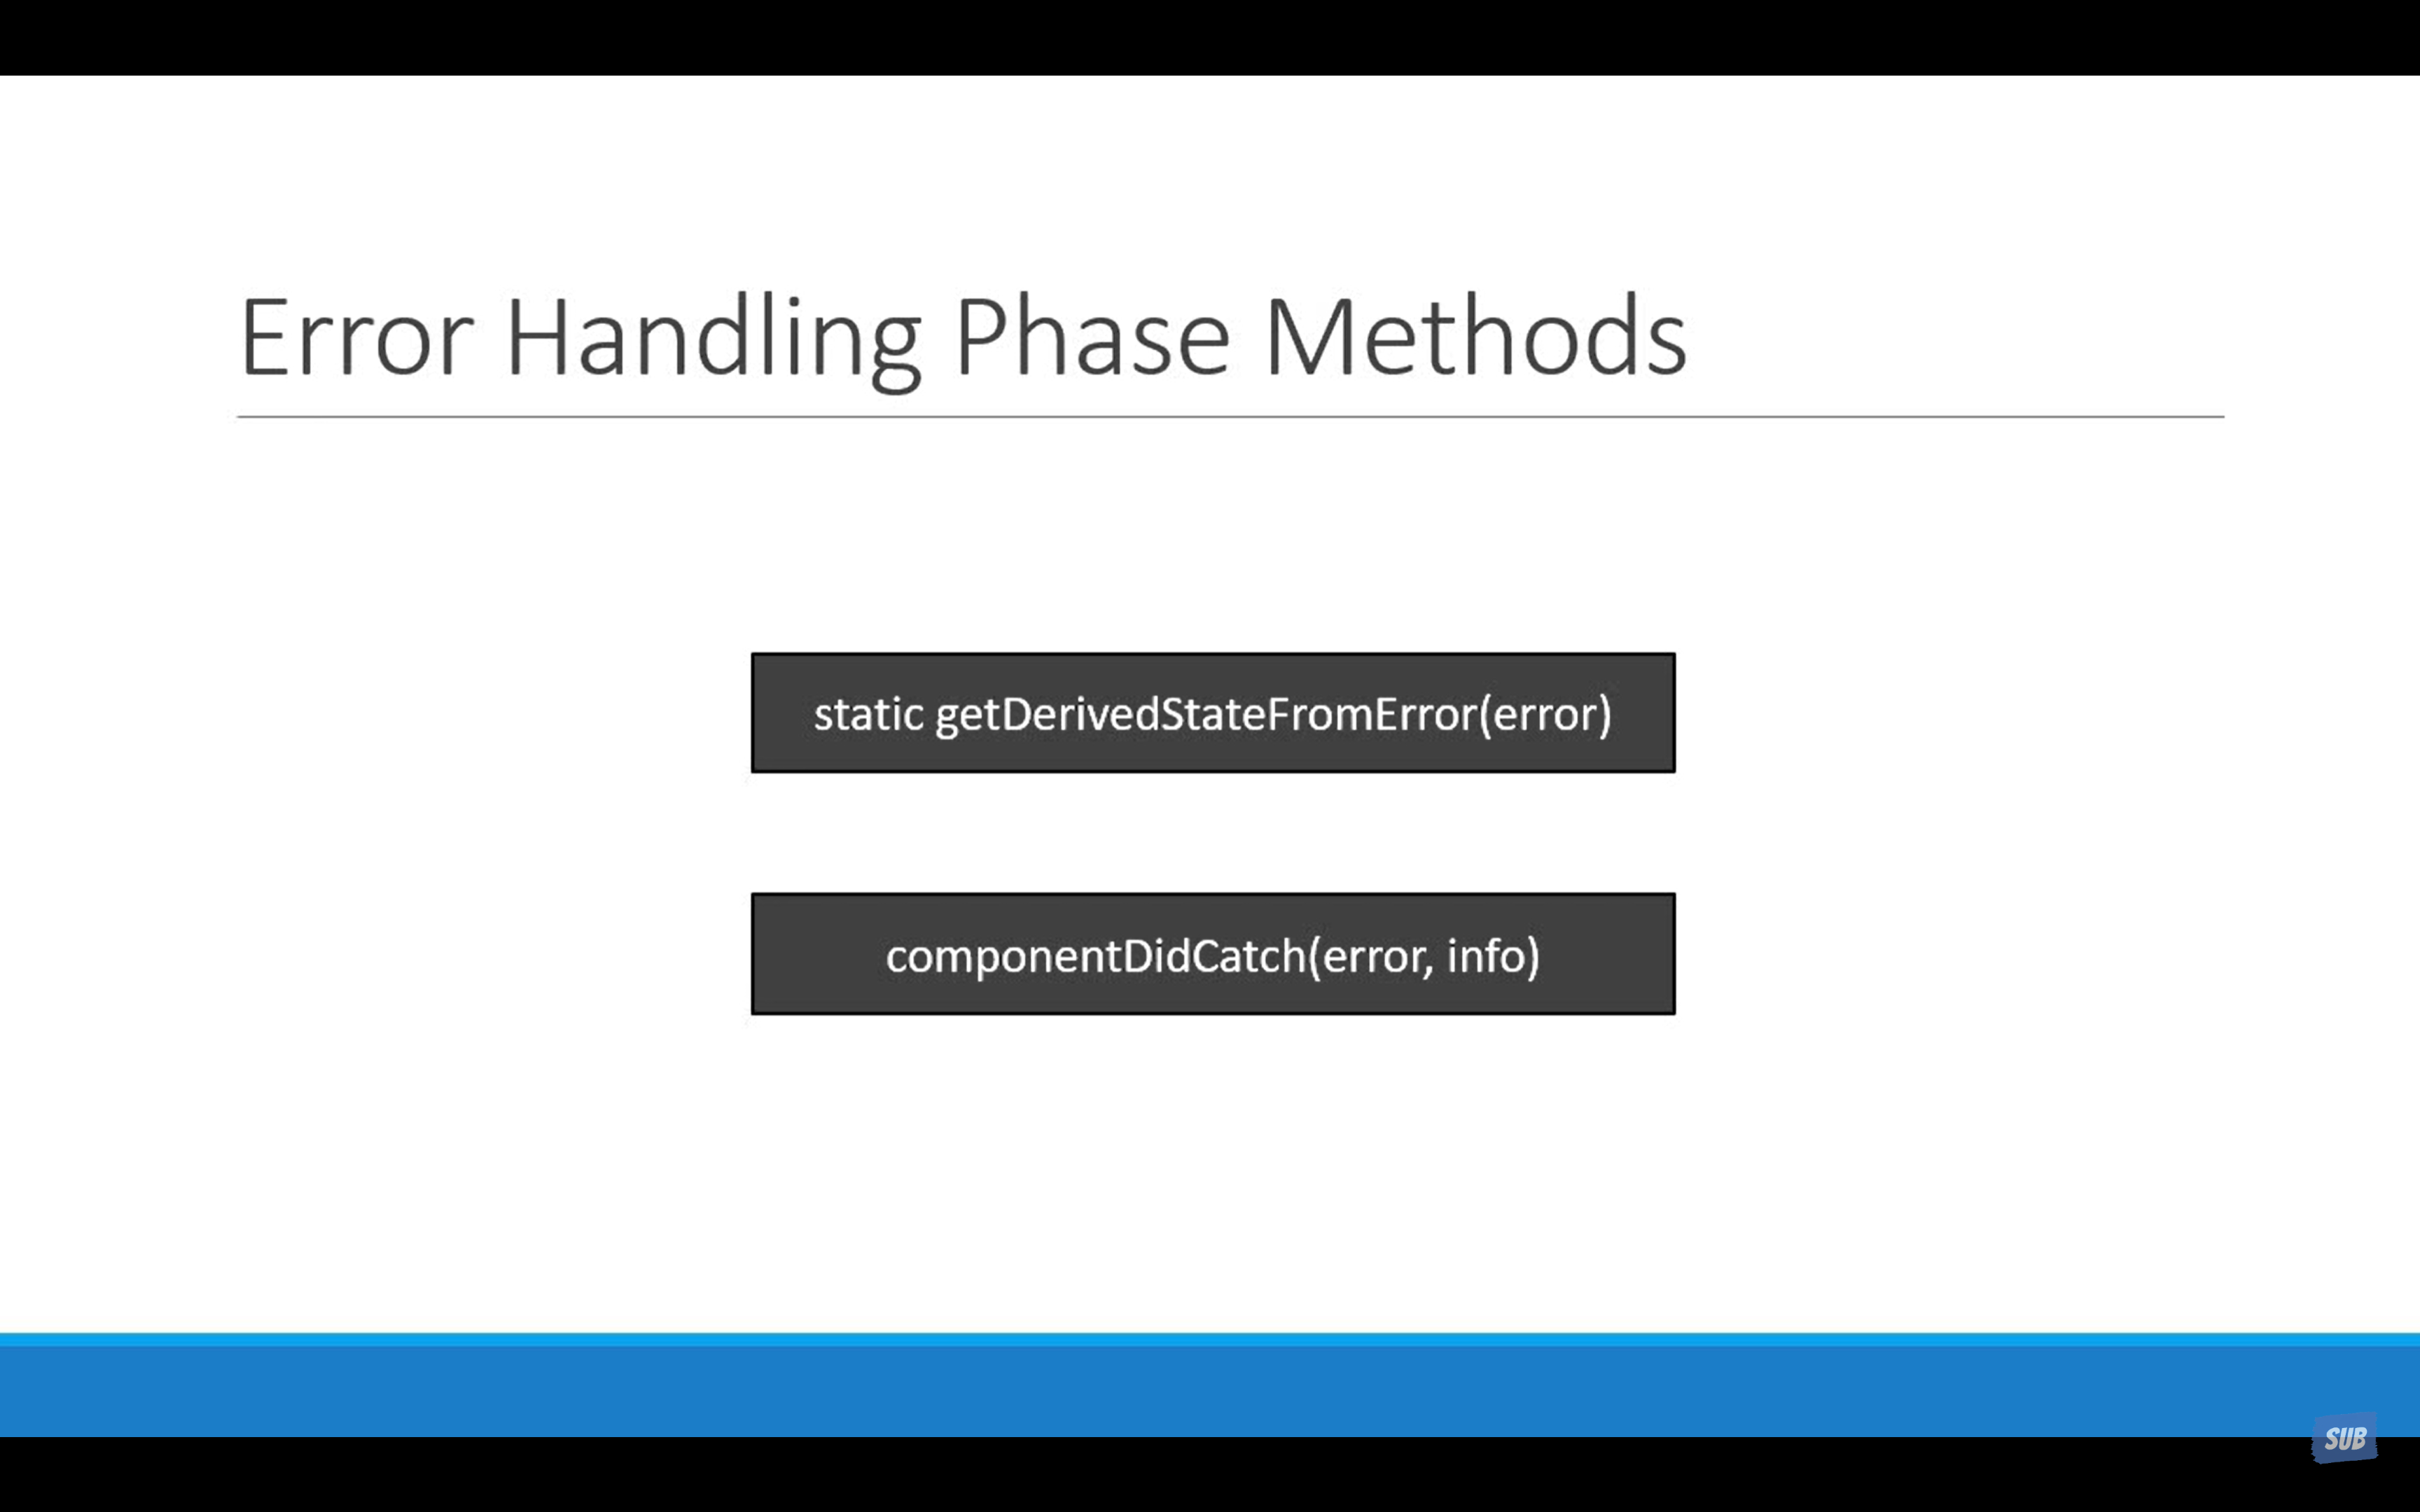 Error Handling Phase Methods
static getDerivedStateFromError(error)
componentDidCatch(error, info)
SUB